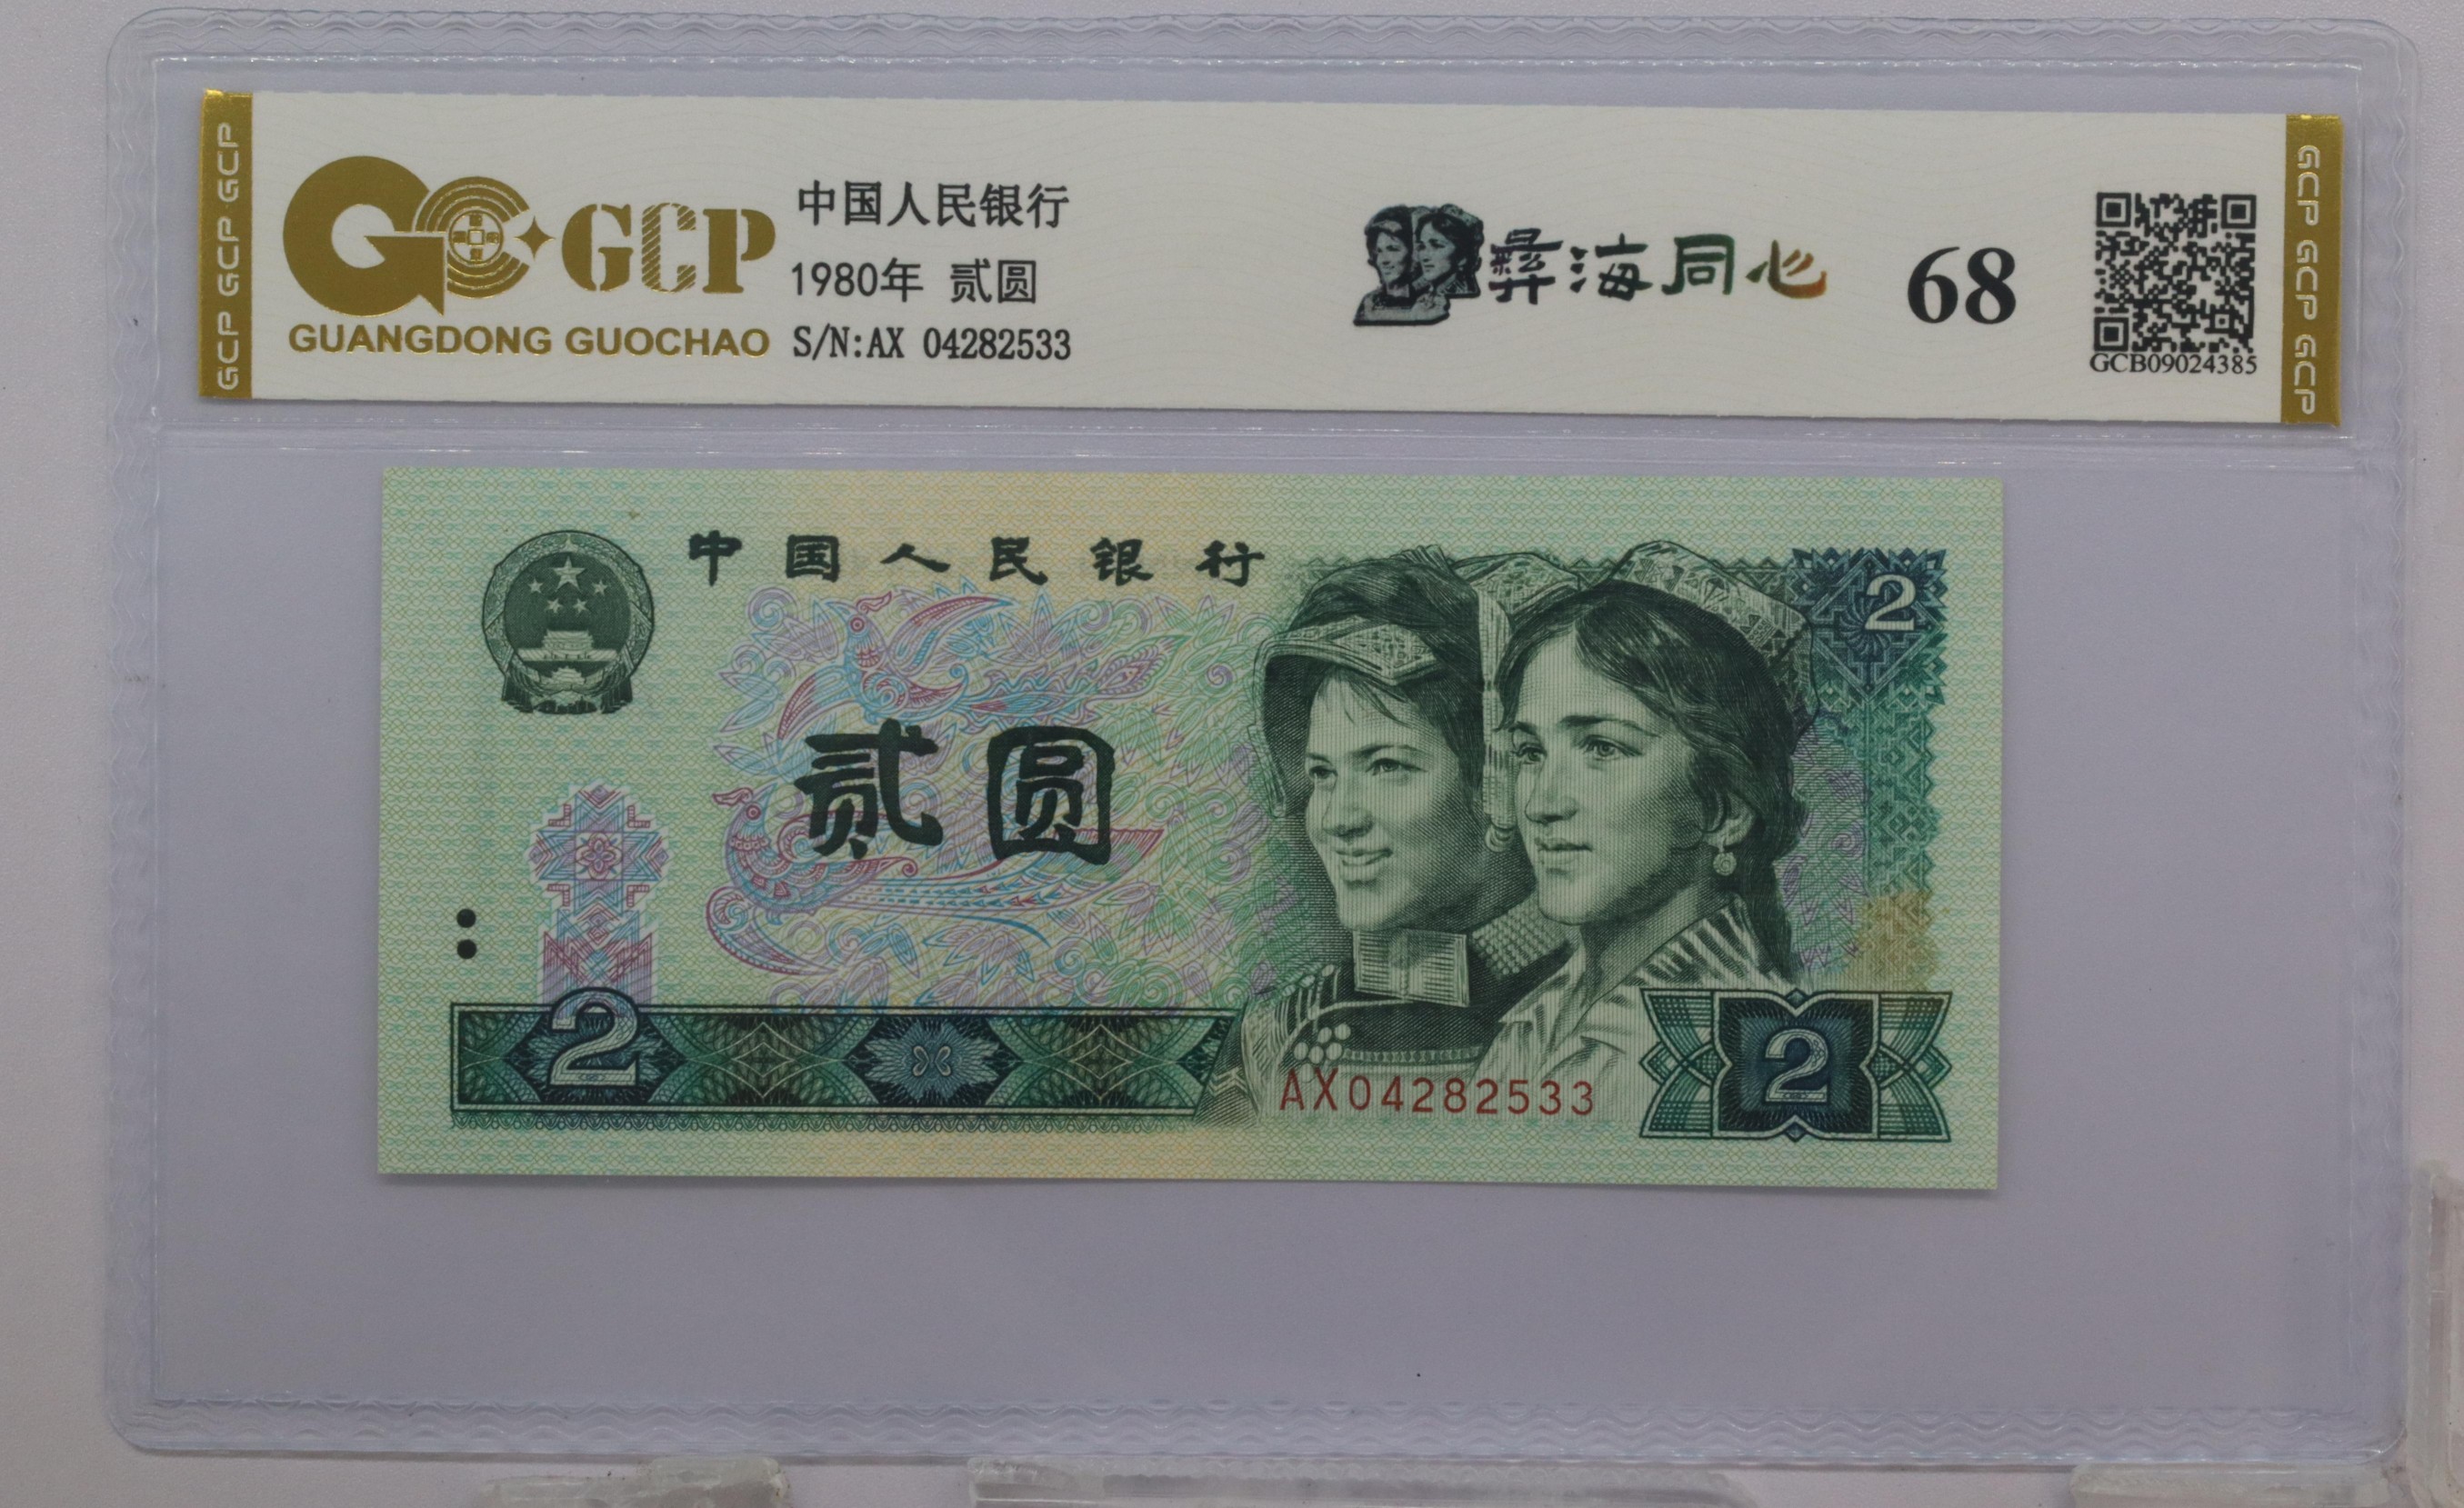 GCP GCP GCP
GCP
GUANGDONG GUOCHAO
中国人民银行
1980年 贰圆
S/N:AX 04282533
彝海同心
68
GCB09024385
GCP GCP GCP
中国人民银行
2
贰圆
2
AX04282533
2